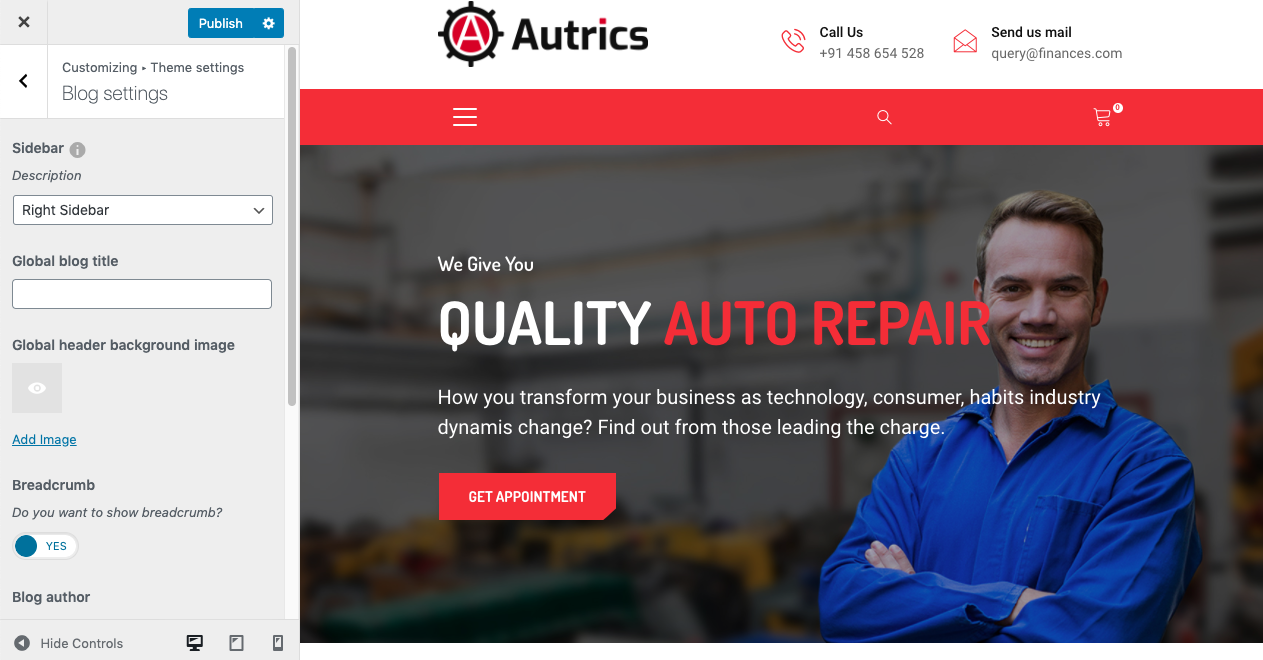 Publish
Customizing ▸ Theme settings
Blog settings
Sidebar
Description
Right Sidebar
Global blog title
Global header background image
Add Image
Breadcrumb
Do you want to show breadcrumb?
YES
Blog author
Hide Controls
Autrics
Call Us
+91 458 654 528
Send us mail
query@finances.com
0
We Give You
QUALITY AUTO REPAIR
How you transform your business as technology, consumer, habits industry
dynamis change? Find out from those leading the charge.
GET APPOINTMENT